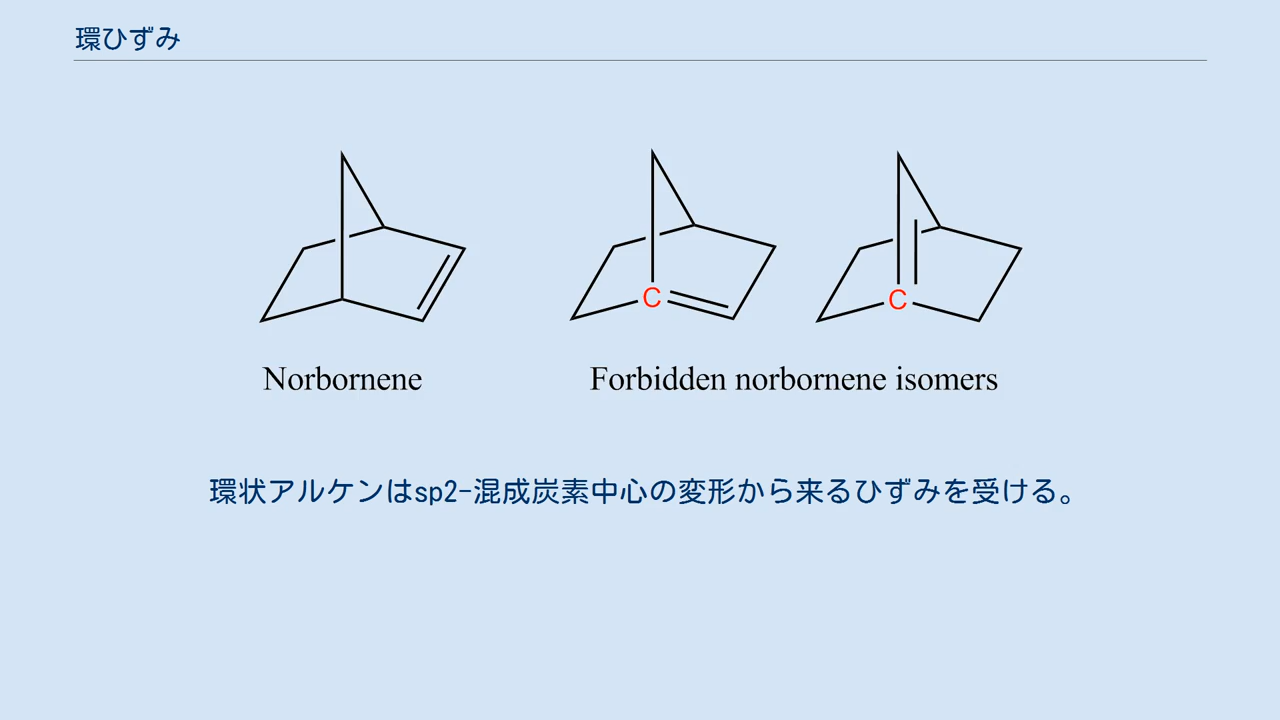 環ひずみ
C
C
Norbornene
Forbidden norbornene isomers
環状アルケンはsp2-混成炭素中心の変形から来るひずみを受ける。